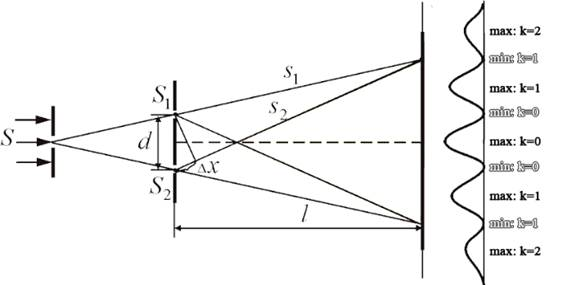 S
S₁
d
S₂
Δx
s₁
s₂
l
max: k=2
min: k=1
max: k=1
min: k=0
max: k=0
min: k=0
max: k=1
min: k=1
max: k=2